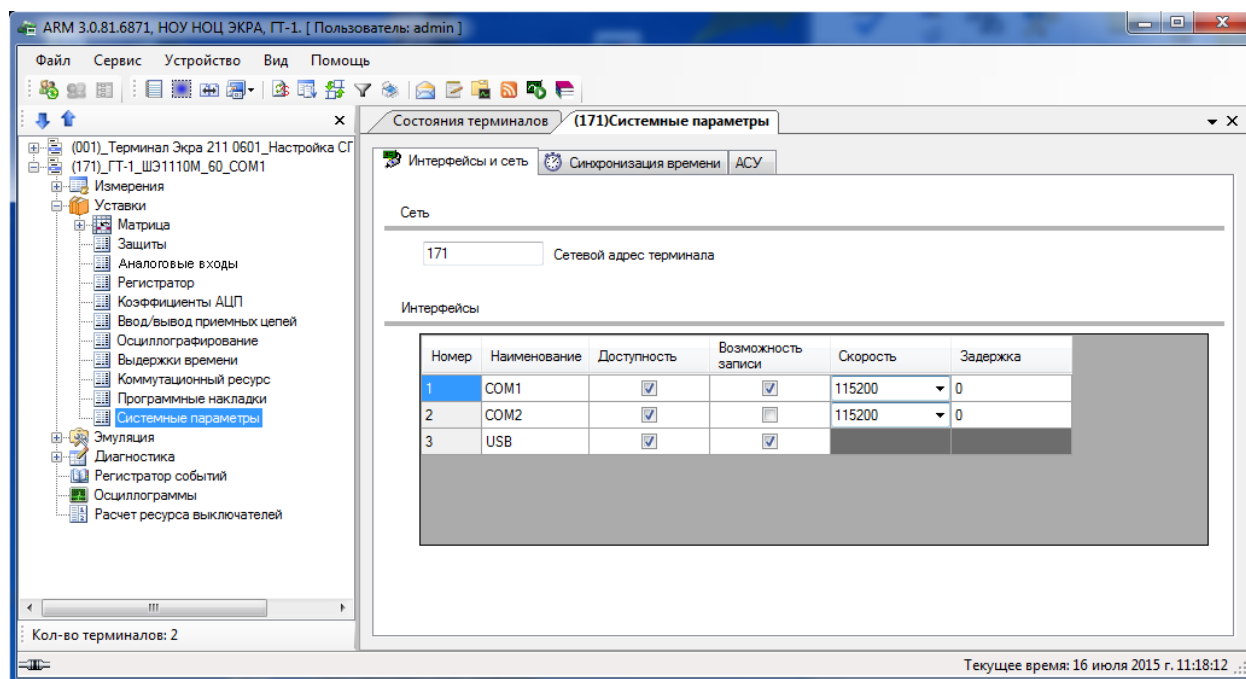 ARM 3.0.81.6871, НОУ НОЦ ЭКРА, ГТ-1. [ Пользователь: admin ]
Файл Сервис Устройство Вид Помощь
Состояния терминалов (171)Системные параметры
(001)_Терминал Экра 211 0601_Настройка СГ
(171)_ГТ-1_ШЭ1110М_60_COM1
Измерения
Уставки
Матрица
Защиты
Аналоговые входы
Регистратор
Коэффициенты АЦП
Ввод/вывод приемных цепей
Осциллографирование
Выдержки времени
Коммутационный ресурс
Программные накладки
Системные параметры
Эмуляция
Диагностика
Регистратор событий
Осциллограммы
Расчет ресурса выключателей
Кол-во терминалов: 2
Интерфейсы и сеть Синхронизация времени АСУ
Сеть
171 Сетевой адрес терминала
Интерфейсы
Номер Наименование Доступность Возможность записи Скорость Задержка
1 COM1 115200 0
2 COM2 115200 0
3 USB
Текущее время: 16 июля 2015 г. 11:18:12